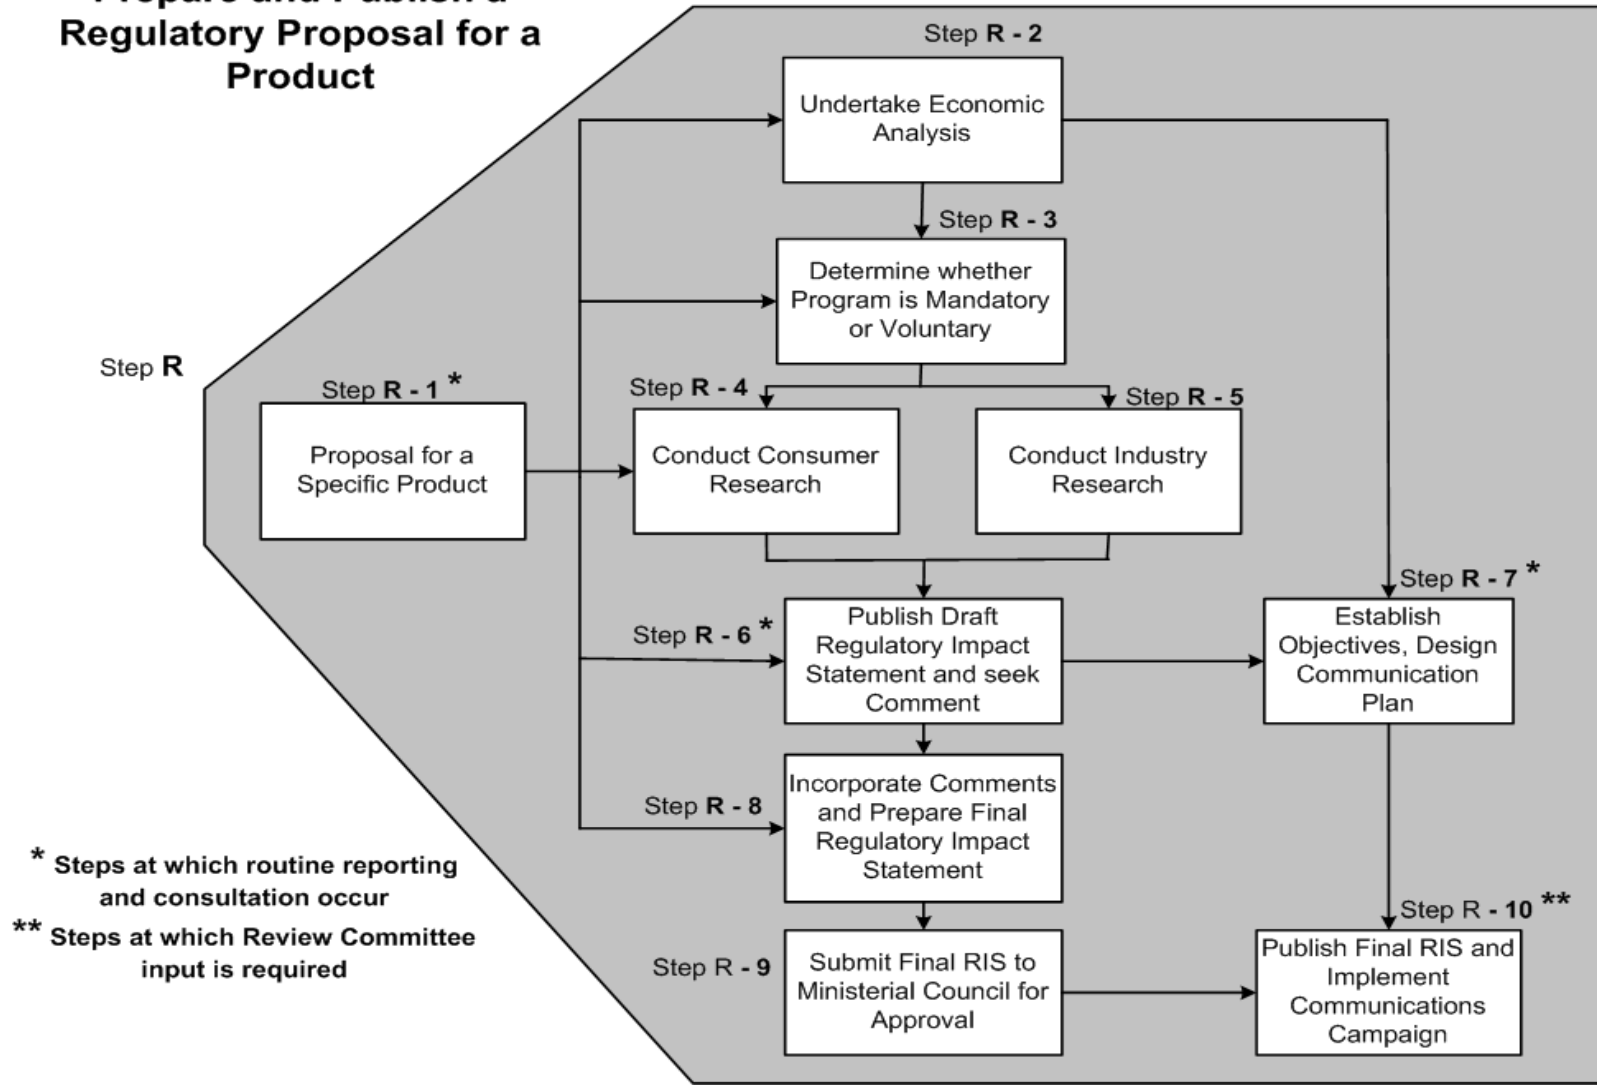 Prepare and Publish a
Regulatory Proposal for a
Product
Step R - 2
Undertake Economic
Analysis
Step R - 3
Determine whether
Program is Mandatory
or Voluntary
Step R
Step R - 1 *
Proposal for a
Specific Product
Step R - 4
Conduct Consumer
Research
Step R - 5
Conduct Industry
Research
Step R - 6 *
Publish Draft
Regulatory Impact
Statement and seek
Comment
Step R - 7 *
Establish
Objectives, Design
Communication
Plan
Step R - 8
Incorporate Comments
and Prepare Final
Regulatory Impact
Statement
Step R - 9
Submit Final RIS to
Ministerial Council for
Approval
Step R - 10 **
Publish Final RIS and
Implement
Communications
Campaign
* Steps at which routine reporting
and consultation occur
** Steps at which Review Committee
input is required